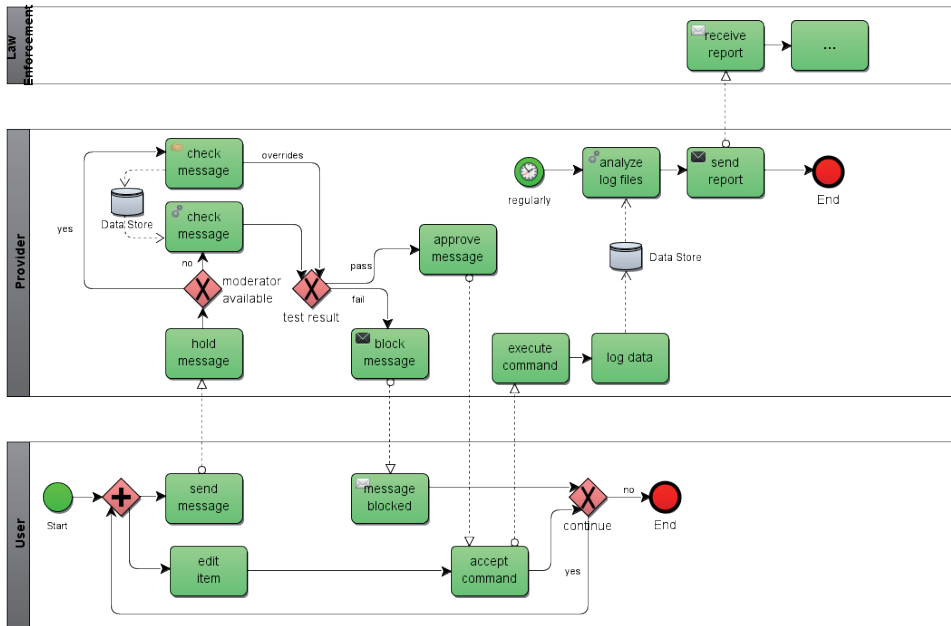 Law
Enforcement
receive
report
...
Provider
check
message
overrides
Data Store
yes
check
message
no
moderator
available
test result
pass
fail
approve
message
hold
message
block
message
regularly
analyze
log files
send
report
End
Data Store
execute
command
log data
User
Start
send
message
message
blocked
continue
no
End
edit
item
accept
command
yes